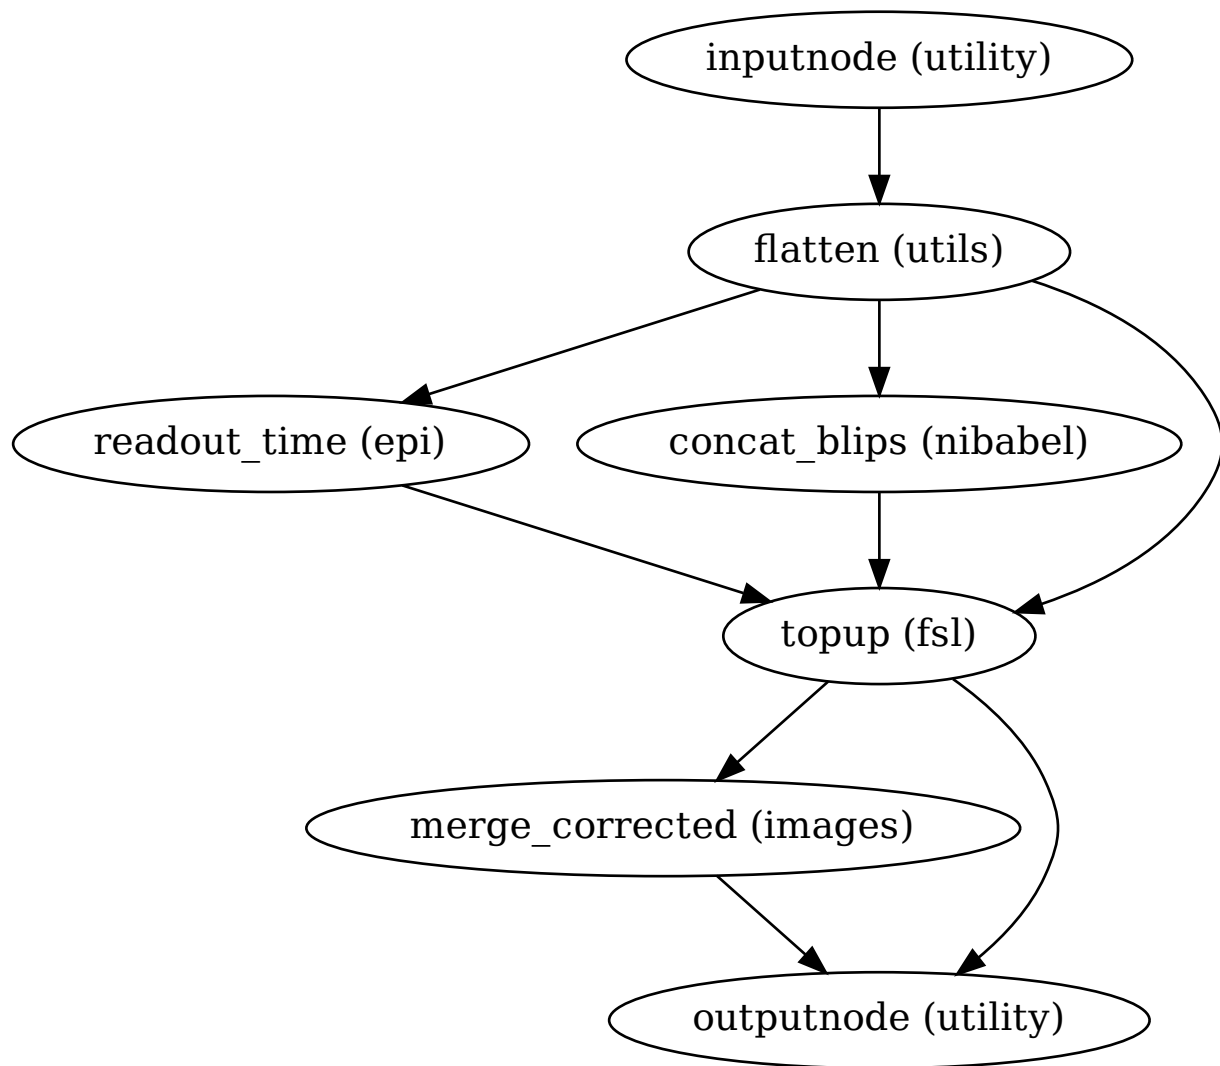 inputnode (utility)
flatten (utils)
readout_time (epi)
concat_blips (nibabel)
topup (fsl)
merge_corrected (images)
outputnode (utility)